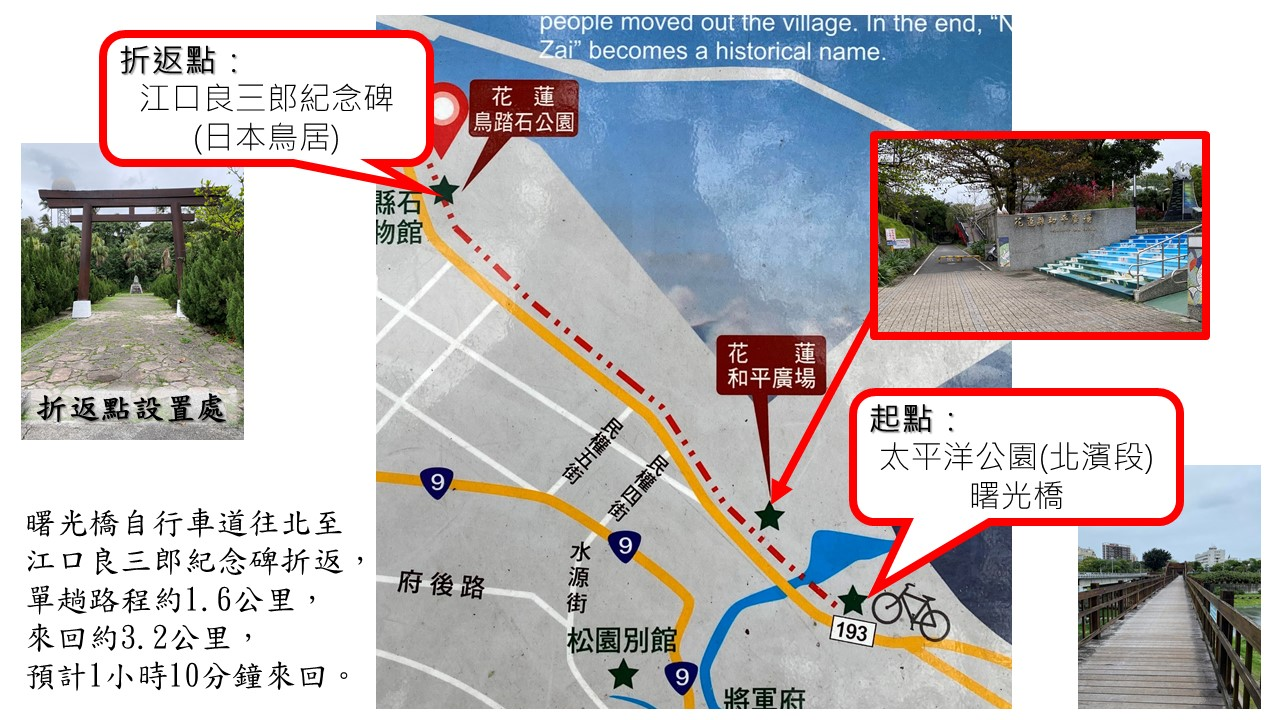 people moved out the village. In the end, “N
Zai” becomes a historical name.
折返點：
江口良三郎紀念碑
(日本鳥居)
花蓮
鳥踏石公園
縣石
物館
花蓮
和平廣場
起點：
太平洋公園(北濱段)
曙光橋
折返點設置處
民權五街
民權四街
9
9
水源街
府後路
193
松園別館
9
將軍府
曙光橋自行車道往北至
江口良三郎紀念碑折返，
單趟路程約1.6公里，
來回約3.2公里，
預計1小時10分鐘來回。